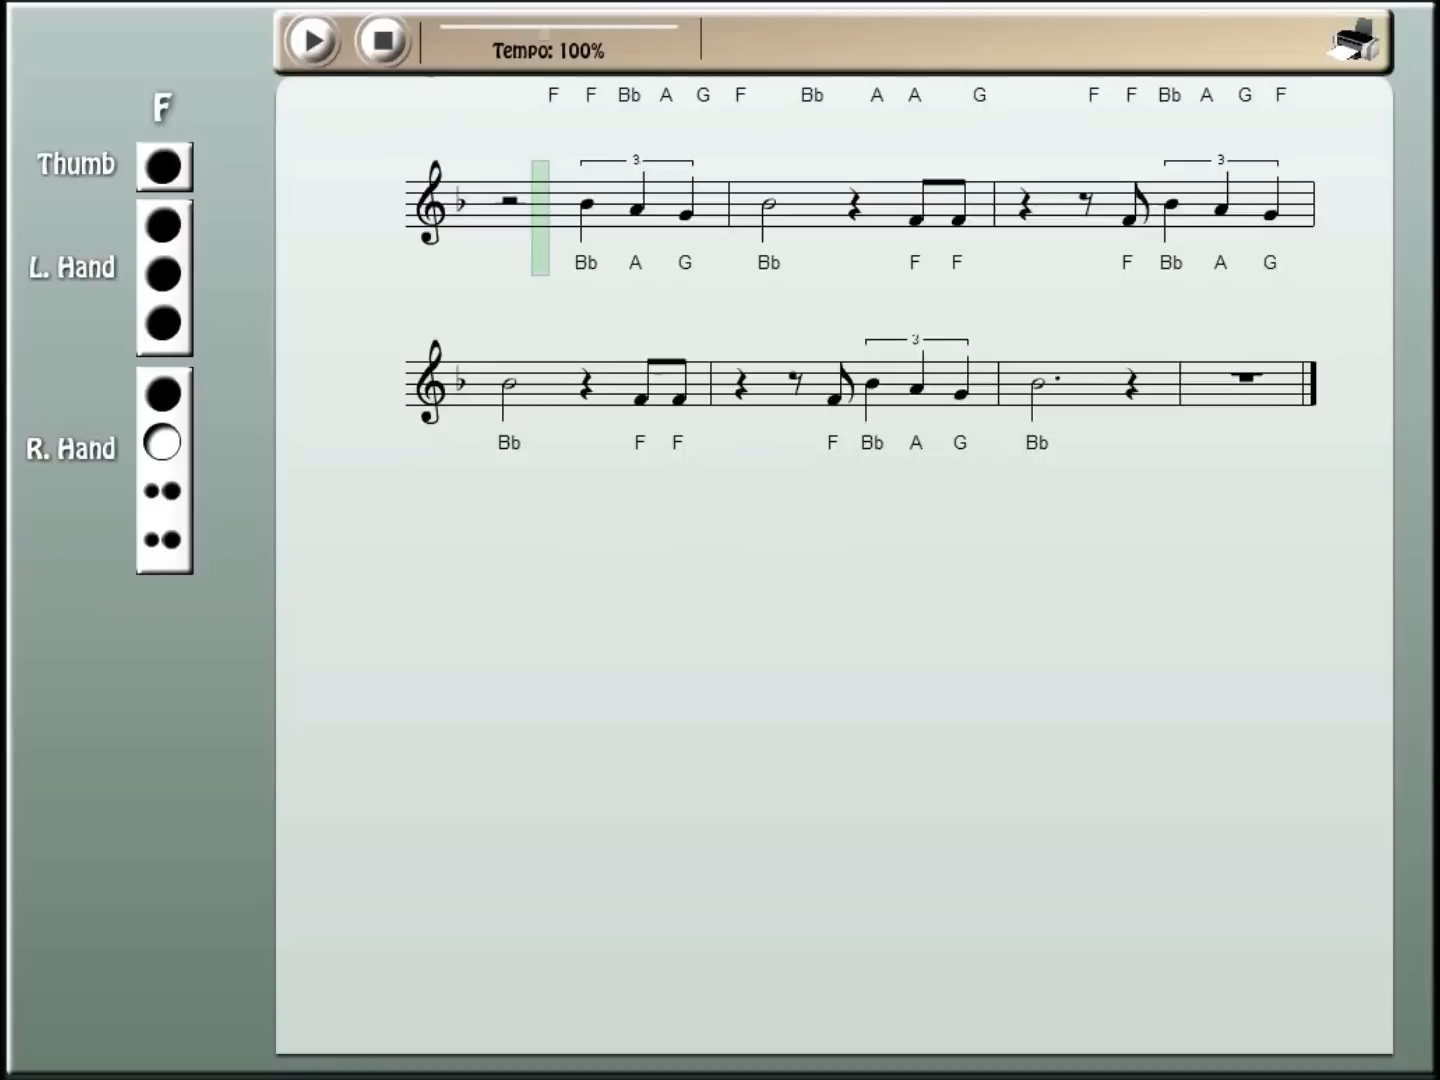 Tempo: 100%
F
F F Bb A G F Bb A A G F F Bb A G F
Thumb
3 3
L. Hand
Bb A G Bb F F F Bb A G
3
R. Hand
Bb F F F Bb A G Bb